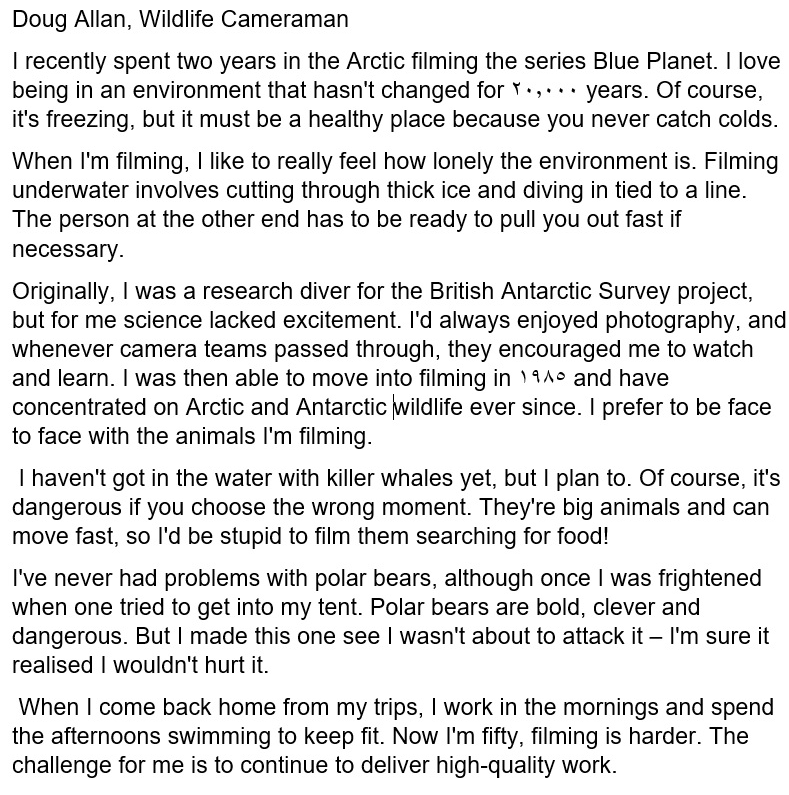 Doug Allan, Wildlife Cameraman
I recently spent two years in the Arctic filming the series Blue Planet. I love
being in an environment that hasn't changed for ۲۰,۰۰۰ years. Of course,
it's freezing, but it must be a healthy place because you never catch colds.
When I'm filming, I like to really feel how lonely the environment is. Filming
underwater involves cutting through thick ice and diving in tied to a line.
The person at the other end has to be ready to pull you out fast if
necessary.
Originally, I was a research diver for the British Antarctic Survey project,
but for me science lacked excitement. I'd always enjoyed photography, and
whenever camera teams passed through, they encouraged me to watch
and learn. I was then able to move into filming in ۱۹۸۵ and have
concentrated on Arctic and Antarctic wildlife ever since. I prefer to be face
to face with the animals I'm filming.
I haven't got in the water with killer whales yet, but I plan to. Of course, it's
dangerous if you choose the wrong moment. They're big animals and can
move fast, so I'd be stupid to film them searching for food!
I've never had problems with polar bears, although once I was frightened
when one tried to get into my tent. Polar bears are bold, clever and
dangerous. But I made this one see I wasn't about to attack it – I'm sure it
realised I wouldn't hurt it.
When I come back home from my trips, I work in the mornings and spend
the afternoons swimming to keep fit. Now I'm fifty, filming is harder. The
challenge for me is to continue to deliver high-quality work.